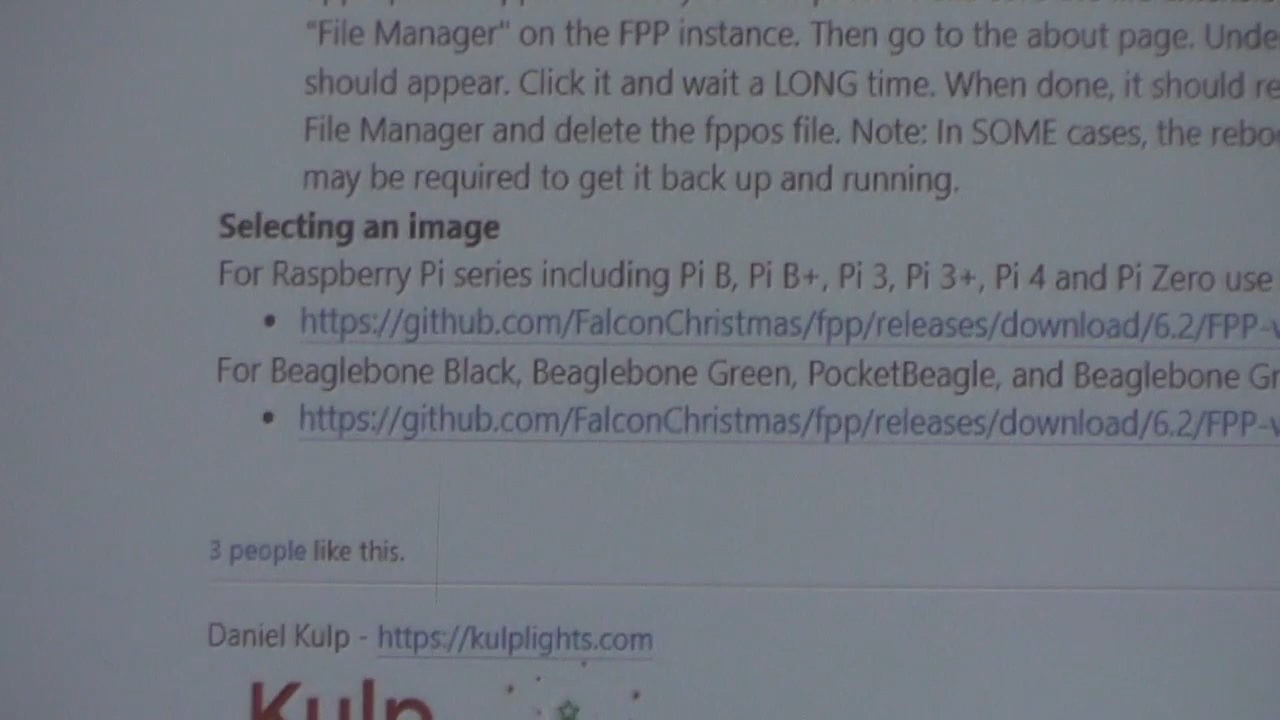 "File Manager" on the FPP instance. Then go to the about page. Unde
should appear. Click it and wait a LONG time. When done, it should re
File Manager and delete the fppos file. Note: In SOME cases, the rebo
may be required to get it back up and running.
Selecting an image
For Raspberry Pi series including Pi B, Pi B+, Pi 3, Pi 3+, Pi 4 and Pi Zero use
• https://github.com/FalconChristmas/fpp/releases/download/6.2/FPP-v
For Beaglebone Black, Beaglebone Green, PocketBeagle, and Beaglebone Gr
• https://github.com/FalconChristmas/fpp/releases/download/6.2/FPP-v
3 people like this.
Daniel Kulp - https://kulplights.com
Kulp